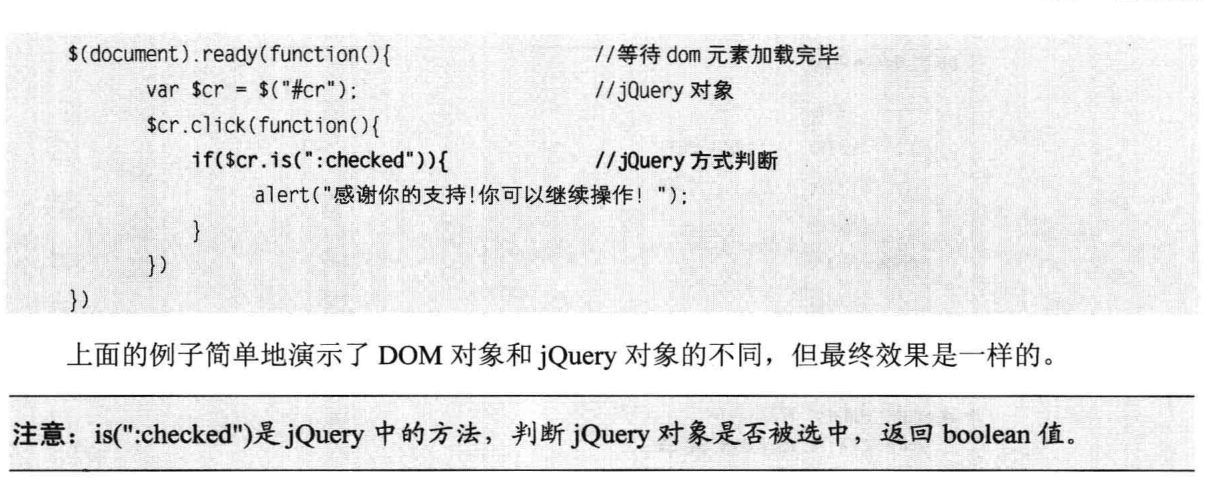 $(document).ready(function(){ //等待 dom 元素加载完毕
var $cr = $("#cr"); //jQuery 对象
$cr.click(function(){
if($cr.is(":checked")){ //jQuery 方式判断
alert("感谢你的支持!你可以继续操作! ");
}
})
})
上面的例子简单地演示了 DOM 对象和 jQuery 对象的不同，但最终效果是一样的。
注意：is(":checked")是 jQuery 中的方法，判断 jQuery 对象是否被选中，返回 boolean 值。